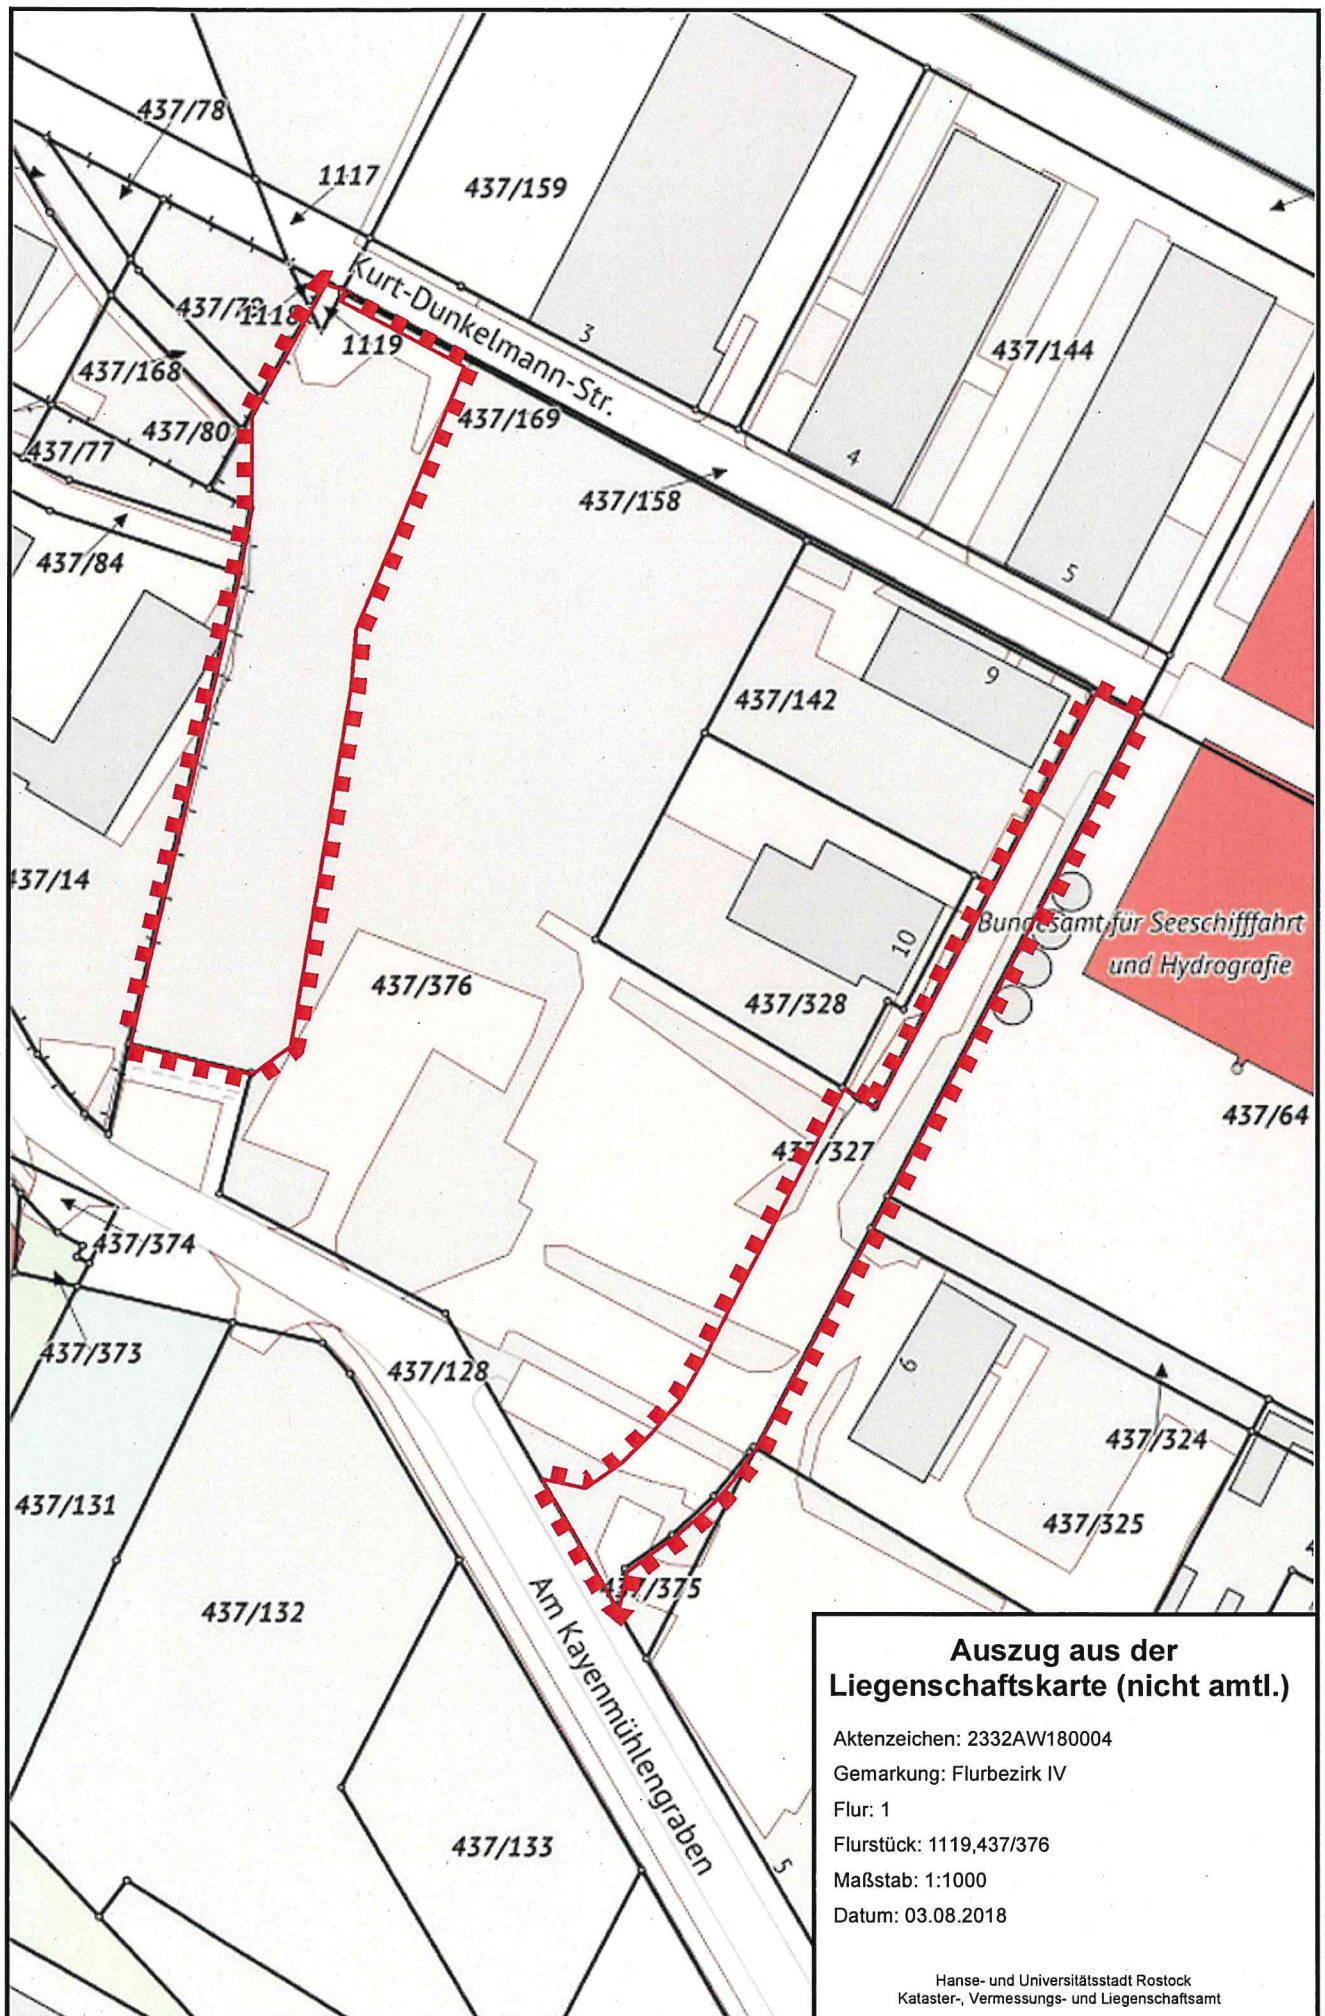 437/78
1117
437/159
Kurt-Dunkelmann-Str.
3
437/144
1118
1119
437/168
437/169
437/80
437/77
4
437/158
437/84
5
9
437/142
437/14
Bundesamt für Seeschifffahrt
und Hydrografie
10
437/376
437/328
437/64
437/327
437/374
437/373
437/128
6
437/324
437/131
437/325
437/375
437/132
Am Kayenmühlengraben
437/133
5
Auszug aus der
Liegenschaftskarte (nicht amtl.)
Aktenzeichen: 2332AW180004
Gemarkung: Flurbezirk IV
Flur: 1
Flurstück: 1119,437/376
Maßstab: 1:1000
Datum: 03.08.2018
Hanse- und Universitätsstadt Rostock
Kataster-, Vermessungs- und Liegenschaftsamt